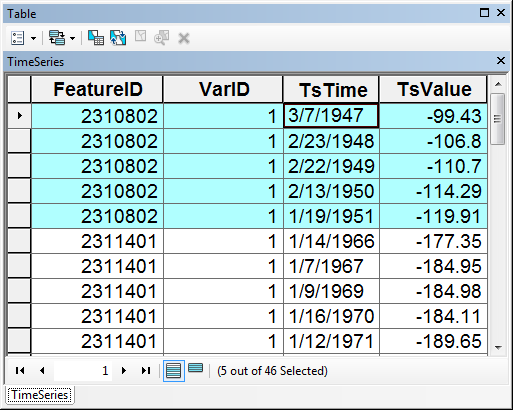 Table
TimeSeries
FeatureID VarID TsTime TsValue
2310802 1 3/7/1947 -99.43
2310802 1 2/23/1948 -106.8
2310802 1 2/22/1949 -110.7
2310802 1 2/13/1950 -114.29
2310802 1 1/19/1951 -119.91
2311401 1 1/14/1966 -177.35
2311401 1 1/7/1967 -184.95
2311401 1 1/9/1969 -184.98
2311401 1 1/16/1970 -184.11
2311401 1 1/12/1971 -189.65
1 (5 out of 46 Selected)
TimeSeries